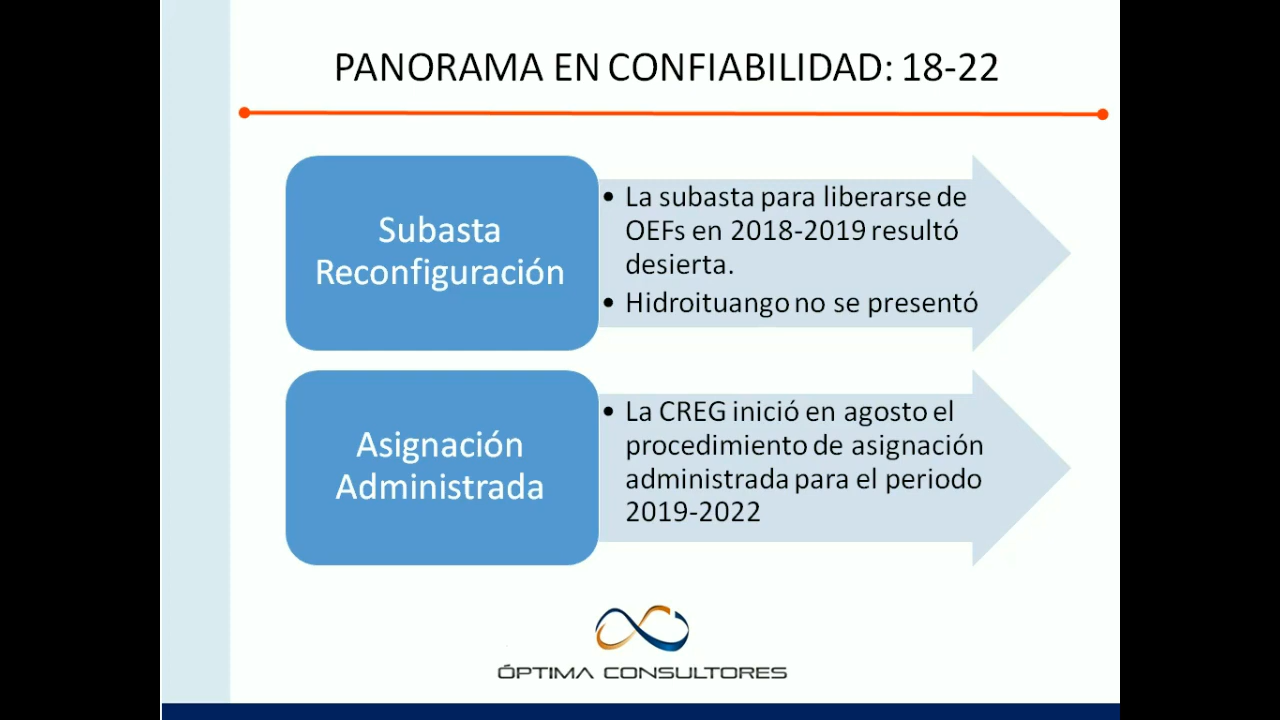 PANORAMA EN CONFIABILIDAD: 18-22
Subasta
Reconfiguración
• La subasta para liberarse de
OEFs en 2018-2019 resultó
desierta.
• Hidroituango no se presentó
Asignación
Administrada
• La CREG inició en agosto el
procedimiento de asignación
administrada para el periodo
2019-2022
ÓPTIMA CONSULTORES